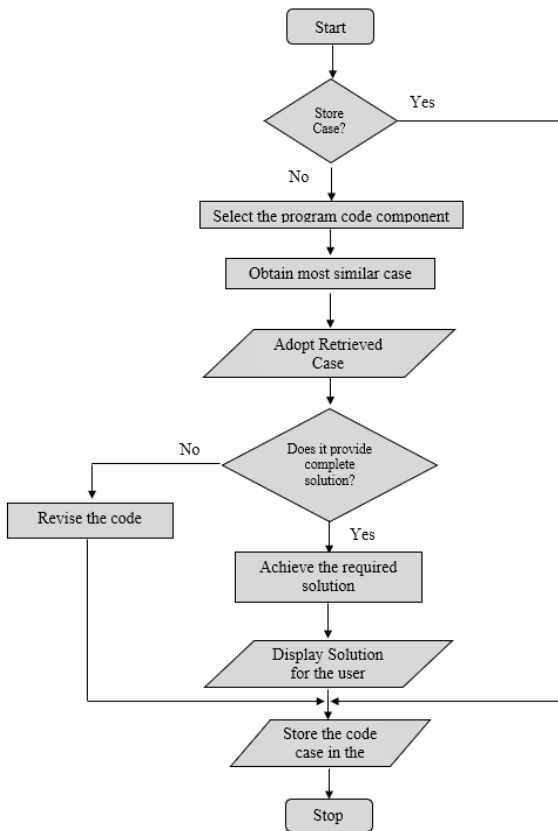 Start
Yes
Store
Case?
No
Select the program code component
Obtain most similar case
Adopt Retrieved
Case
No
Does it provide
complete
solution?
Revise the code
Yes
Achieve the required
solution
Display Solution
for the user
Store the code
case in the
Stop